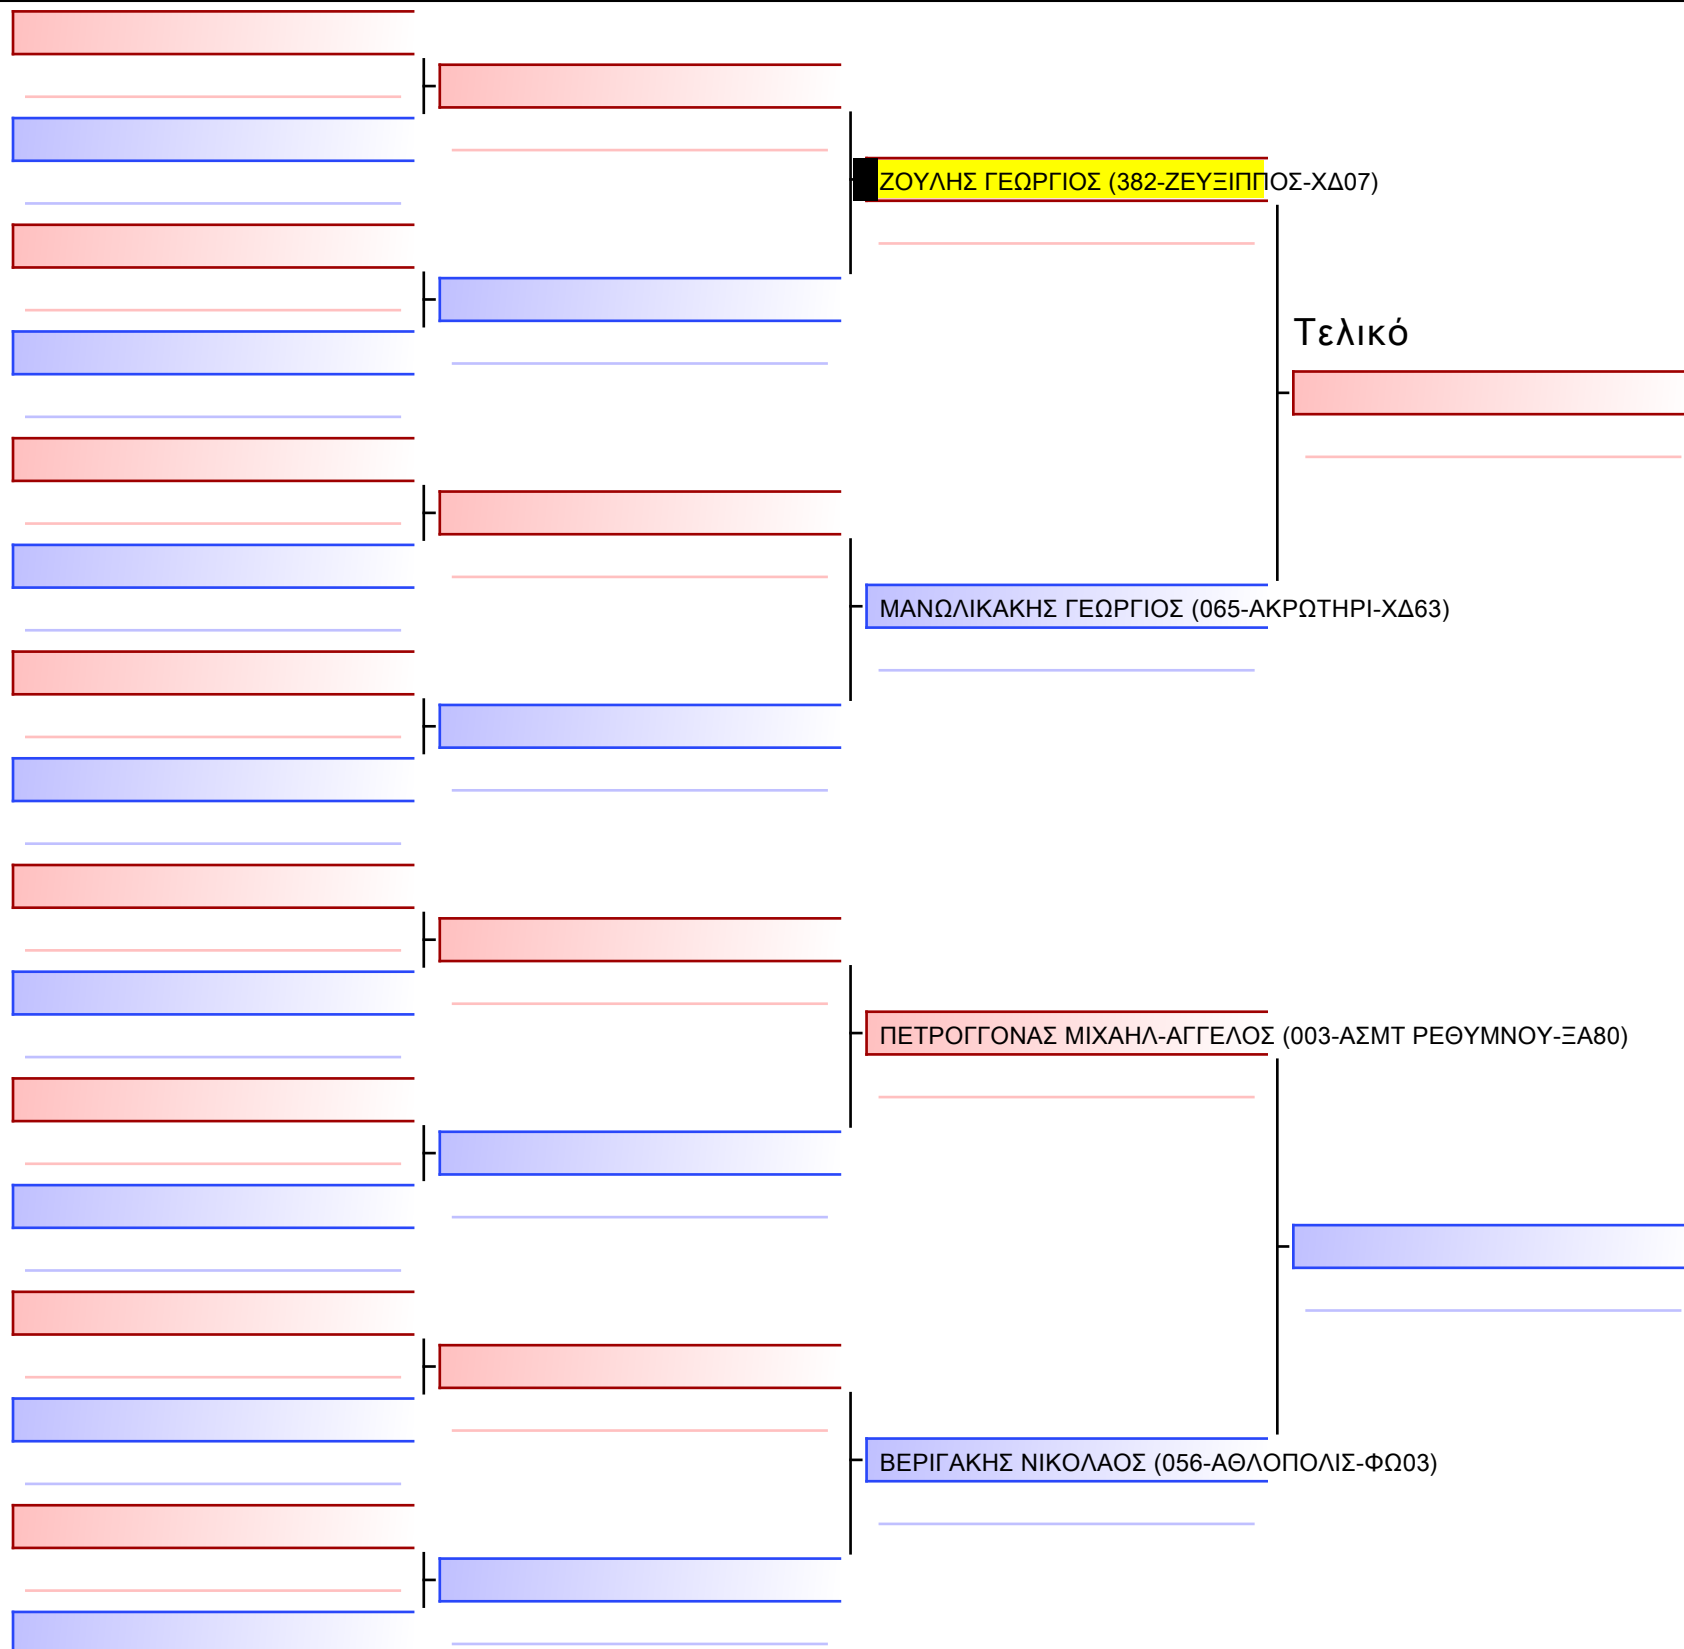 ΖΟΥΛΗΣ ΓΕΩΡΓΙΟΣ (382-ΖΕΥΞΙΠΠΟΣ-ΧΔ07)
Τελικό
ΜΑΝΩΛΙΚΑΚΗΣ ΓΕΩΡΓΙΟΣ (065-ΑΚΡΩΤΗΡΙ-ΧΔ63)
ΠΕΤΡΟΓΓΟΝΑΣ ΜΙΧΑΗΛ-ΑΓΓΕΛΟΣ (003-ΑΣΜΤ ΡΕΘΥΜΝΟΥ-ΞΑ80)
ΒΕΡΙΓΑΚΗΣ ΝΙΚΟΛΑΟΣ (056-ΑΘΛΟΠΟΛΙΣ-ΦΩ03)